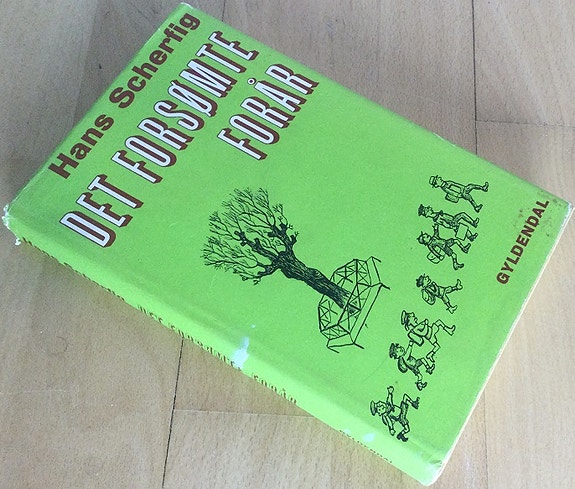 Hans Scherfig
DET FORSØMTE
FORÅR
GYLDENDAL